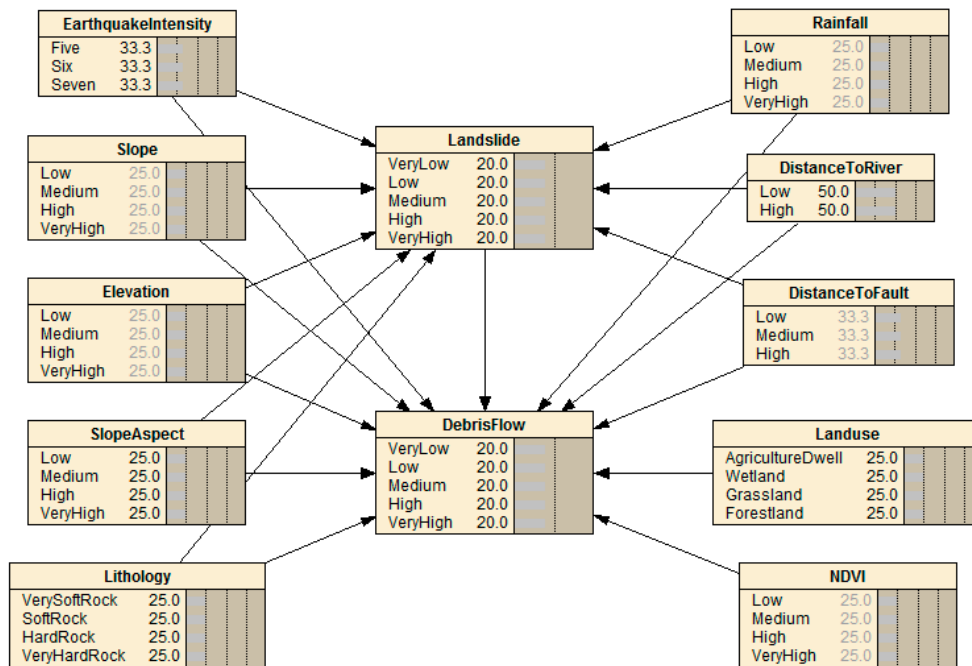 EarthquakeIntensity
Five 33.3
Six 33.3
Seven 33.3
Rainfall
Low 25.0
Medium 25.0
High 25.0
VeryHigh 25.0
Slope
Low 25.0
Medium 25.0
High 25.0
VeryHigh 25.0
Landslide
VeryLow 20.0
Low 20.0
Medium 20.0
High 20.0
VeryHigh 20.0
DistanceToRiver
Low 50.0
High 50.0
Elevation
Low 25.0
Medium 25.0
High 25.0
VeryHigh 25.0
DistanceToFault
Low 33.3
Medium 33.3
High 33.3
SlopeAspect
Low 25.0
Medium 25.0
High 25.0
VeryHigh 25.0
DebrisFlow
VeryLow 20.0
Low 20.0
Medium 20.0
High 20.0
VeryHigh 20.0
Landuse
AgricultureDwell 25.0
Wetland 25.0
Grassland 25.0
Forestland 25.0
Lithology
VerySoftRock 25.0
SoftRock 25.0
HardRock 25.0
VeryHardRock 25.0
NDVI
Low 25.0
Medium 25.0
High 25.0
VeryHigh 25.0